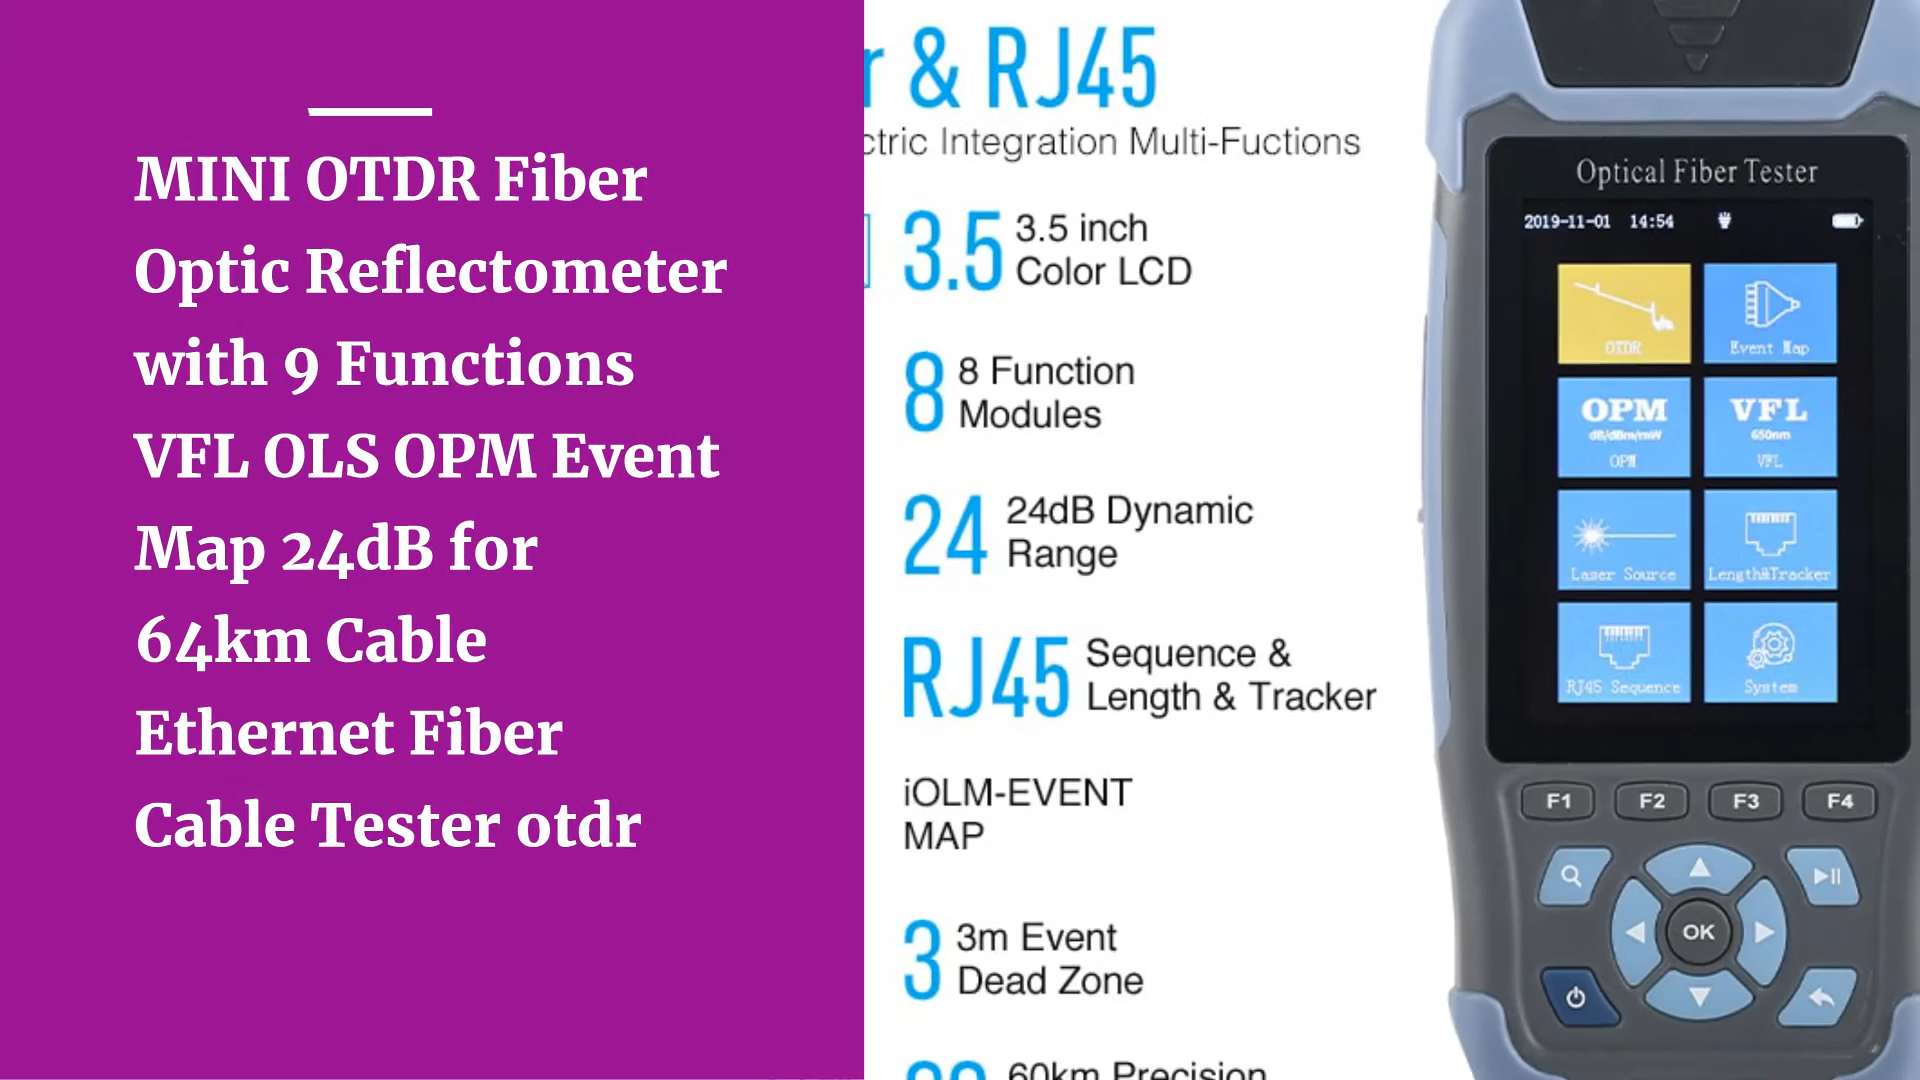 MINI OTDR Fiber
Optic Reflectometer
with 9 Functions
VFL OLS OPM Event
Map 24dB for
64km Cable
Ethernet Fiber
Cable Tester otdr
& RJ45
Integration Multi-Fuctions
3.5 3.5 inch
Color LCD
8 8 Function
Modules
24 24dB Dynamic
Range
RJ45 Sequence &
Length & Tracker
iOLM-EVENT
MAP
3 3m Event
Dead Zone
60km Precision
Optical Fiber Tester
2019-11-01 14:54
OTDR Event Map
OPM VFL
dB/dBm/mW 650nm
OPM VFL
Laser Source Length&Tracker
RJ45 Sequence System
F1 F2 F3 F4
OK